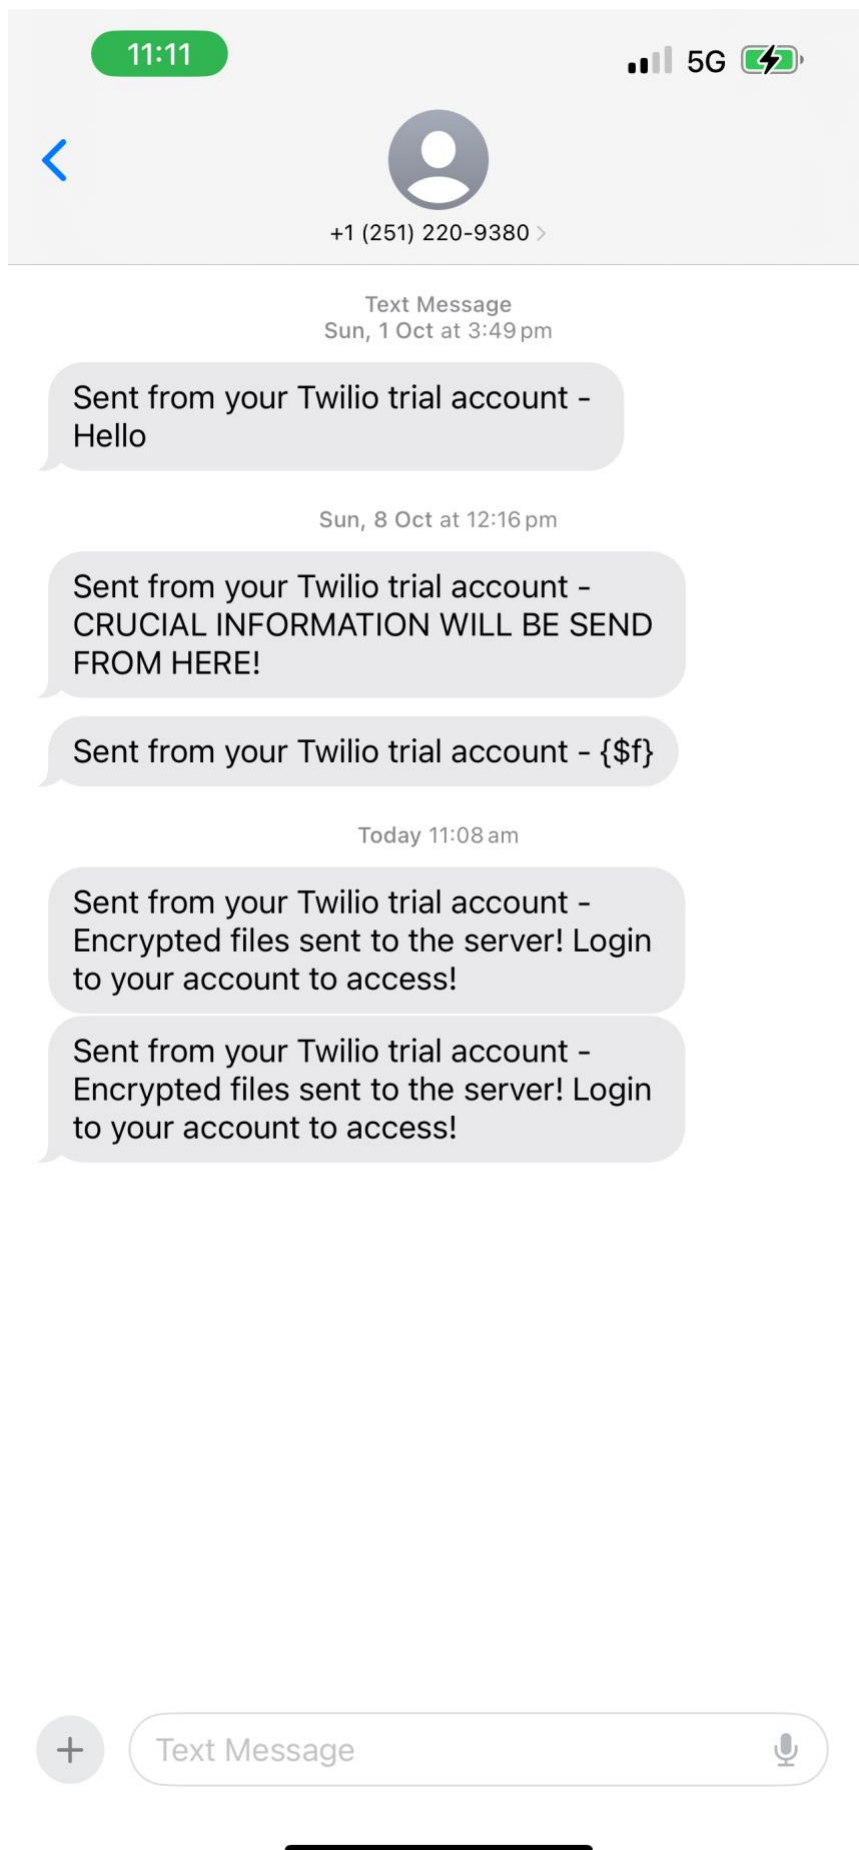 11:11
5G
+1 (251) 220-9380
Text Message
Sun, 1 Oct at 3:49 pm
Sent from your Twilio trial account -
Hello
Sun, 8 Oct at 12:16 pm
Sent from your Twilio trial account -
CRUCIAL INFORMATION WILL BE SEND
FROM HERE!
Sent from your Twilio trial account - {$f}
Today 11:08 am
Sent from your Twilio trial account -
Encrypted files sent to the server! Login
to your account to access!
Sent from your Twilio trial account -
Encrypted files sent to the server! Login
to your account to access!
Text Message